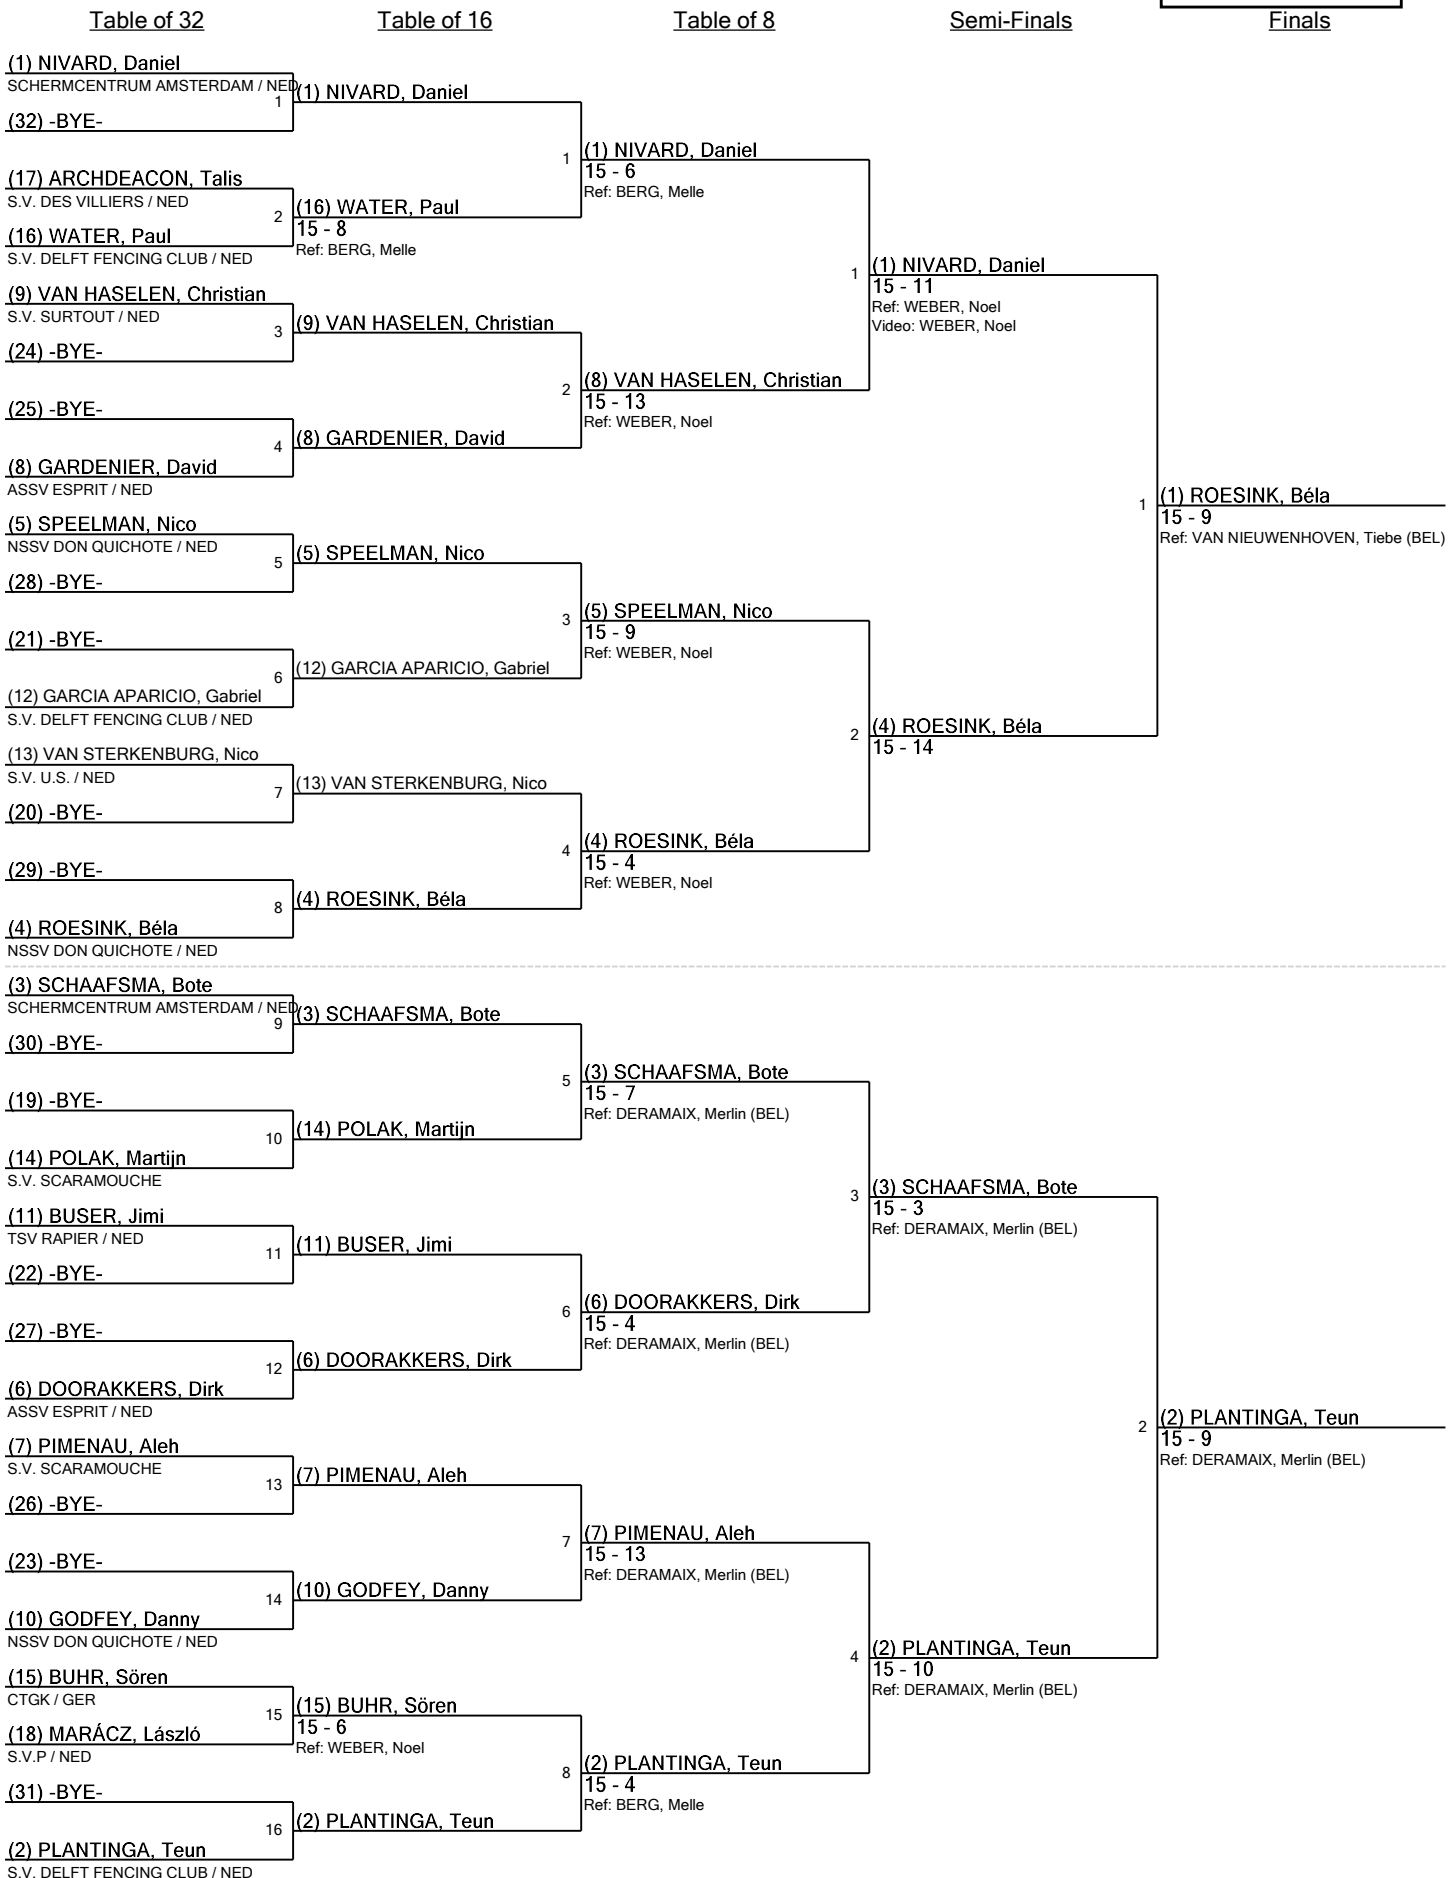 Table of 32
Table of 16
Table of 8
Semi-Finals
Finals
(1) NIVARD, Daniel
SCHERMCENTRUM AMSTERDAM / NED
1
(32) -BYE-
(17) ARCHDEACON, Talis
S.V. DES VILLIERS / NED
2
(16) WATER, Paul
S.V. DELFT FENCING CLUB / NED
(9) VAN HASELEN, Christian
S.V. SURTOUT / NED
3
(24) -BYE-
(25) -BYE-
4
(8) GARDENIER, David
ASSV ESPRIT / NED
(5) SPEELMAN, Nico
NSSV DON QUICHOTE / NED
5
(28) -BYE-
(21) -BYE-
6
(12) GARCIA APARICIO, Gabriel
S.V. DELFT FENCING CLUB / NED
(13) VAN STERKENBURG, Nico
S.V. U.S. / NED
7
(20) -BYE-
(29) -BYE-
8
(4) ROESINK, Béla
NSSV DON QUICHOTE / NED
(3) SCHAAFSMA, Bote
SCHERMCENTRUM AMSTERDAM / NED
9
(30) -BYE-
(19) -BYE-
10
(14) POLAK, Martijn
S.V. SCARAMOUCHE
(11) BUSER, Jimi
TSV RAPIER / NED
11
(22) -BYE-
(27) -BYE-
12
(6) DOORAKKERS, Dirk
ASSV ESPRIT / NED
(7) PIMENAU, Aleh
S.V. SCARAMOUCHE
13
(26) -BYE-
(23) -BYE-
14
(10) GODFEY, Danny
NSSV DON QUICHOTE / NED
(15) BUHR, Sören
CTGK / GER
15
(18) MARÁCZ, László
S.V.P / NED
(31) -BYE-
16
(2) PLANTINGA, Teun
S.V. DELFT FENCING CLUB / NED
(1) NIVARD, Daniel
1
(16) WATER, Paul
15 - 8
Ref: BERG, Melle
(9) VAN HASELEN, Christian
2
(8) GARDENIER, David
(5) SPEELMAN, Nico
3
(12) GARCIA APARICIO, Gabriel
(13) VAN STERKENBURG, Nico
4
(4) ROESINK, Béla
(3) SCHAAFSMA, Bote
5
(14) POLAK, Martijn
(11) BUSER, Jimi
6
(6) DOORAKKERS, Dirk
(7) PIMENAU, Aleh
7
(10) GODFEY, Danny
(15) BUHR, Sören
15 - 6
Ref: WEBER, Noel
8
(2) PLANTINGA, Teun
(1) NIVARD, Daniel
15 - 6
Ref: BERG, Melle
1
(8) VAN HASELEN, Christian
15 - 13
Ref: WEBER, Noel
(5) SPEELMAN, Nico
15 - 9
Ref: WEBER, Noel
2
(4) ROESINK, Béla
15 - 4
Ref: WEBER, Noel
(3) SCHAAFSMA, Bote
15 - 7
Ref: DERAMAIX, Merlin (BEL)
3
(6) DOORAKKERS, Dirk
15 - 4
Ref: DERAMAIX, Merlin (BEL)
(7) PIMENAU, Aleh
15 - 13
Ref: DERAMAIX, Merlin (BEL)
4
(2) PLANTINGA, Teun
15 - 4
Ref: BERG, Melle
(1) NIVARD, Daniel
15 - 11
Ref: WEBER, Noel
Video: WEBER, Noel
1
(4) ROESINK, Béla
15 - 14
(3) SCHAAFSMA, Bote
15 - 3
Ref: DERAMAIX, Merlin (BEL)
2
(2) PLANTINGA, Teun
15 - 10
Ref: DERAMAIX, Merlin (BEL)
(1) ROESINK, Béla
15 - 9
Ref: VAN NIEUWENHOVEN, Tiebe (BEL)
(2) PLANTINGA, Teun
15 - 9
Ref: DERAMAIX, Merlin (BEL)